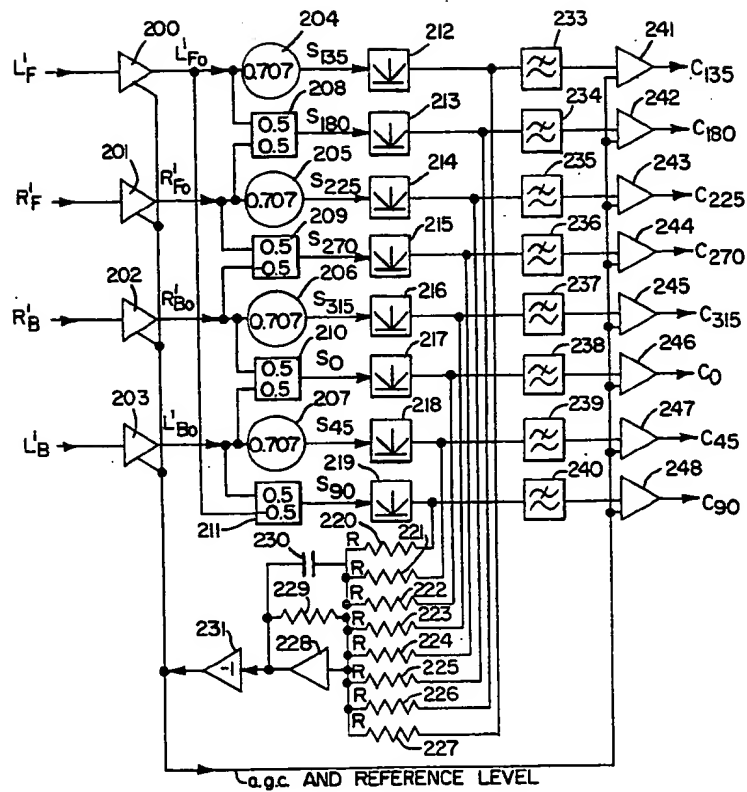 200 204 212 233 241
L'F L'Fo 0.707 S135 C135
208 213 234 242
0.5 S180 C180
0.5
201 205 214 235 243
R'F R'Fo 0.707 S225 C225
209 215 236 244
0.5 S270 C270
0.5
202 206 216 237 245
R'B R'Bo 0.707 S315 C315
210 217 238 246
0.5 S0 C0
0.5
203 207 218 239 247
L'B L'Bo 0.707 S45 C45
219 240 248
0.5 S90 C90
0.5
211 220
230 R 221
R
229 R 222
R 223
231 228 R 224
-1 R 225
R 226
R 227
a.g.c. AND REFERENCE LEVEL